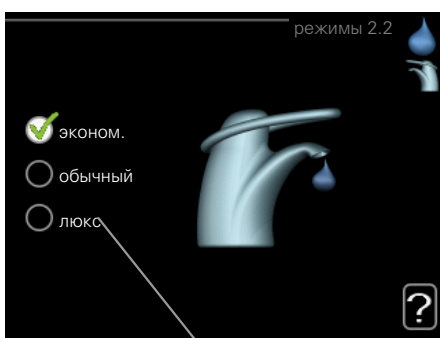 режимы 2.2
эконом.
обычный
люкс
?